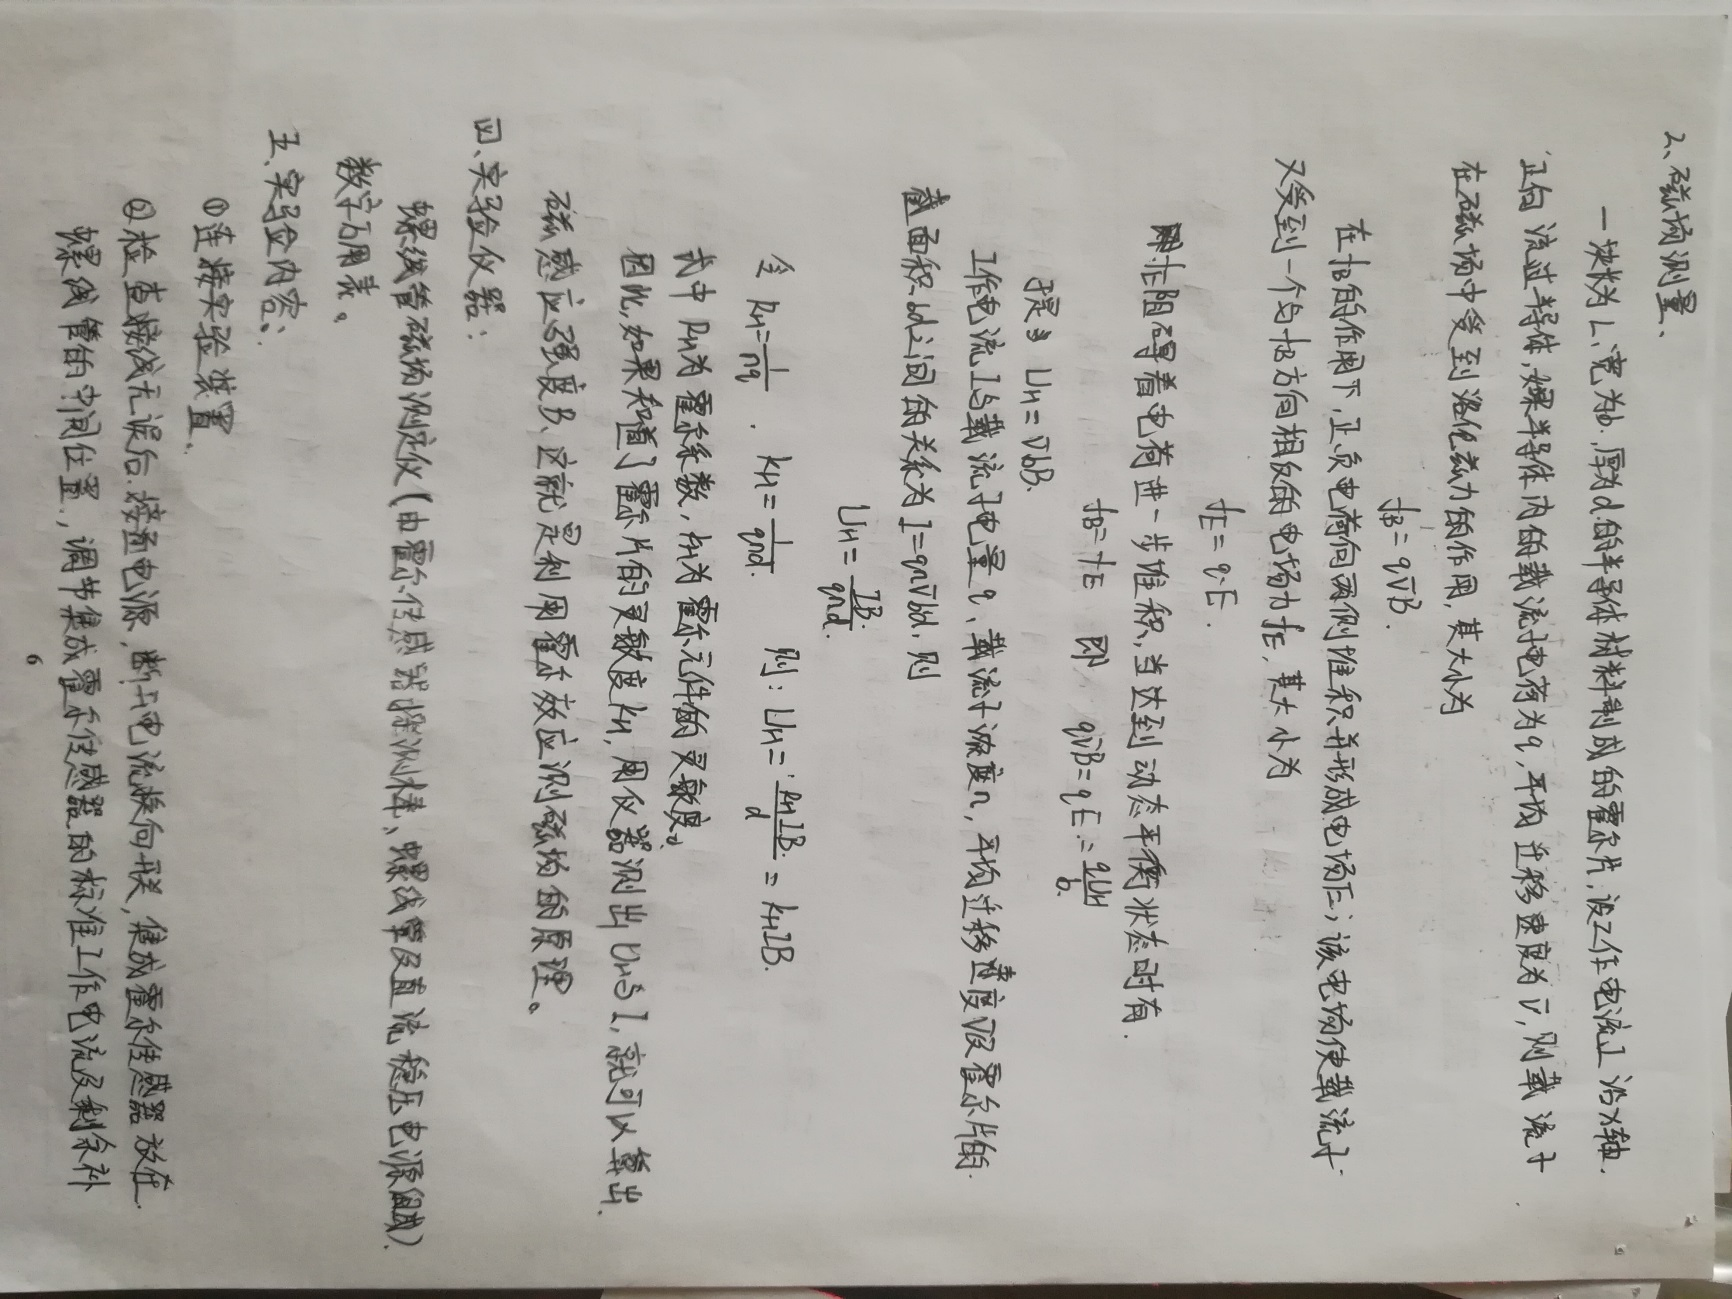 2、磁场测量、
一块长为L、宽为b.厚为d的半导体材料制成的霍尔片,设工作电流I沿X轴.
正向流过半导体,如果半导体内的载流子电荷为q,平均迁移速度为v̅,则载流子
在磁场中受到洛伦兹力的作用,其大小为
fB=qv̅B.
在fB的作用下,正负电荷向两侧堆积并形成电场E;该电场使载流子.
又受到一个与fB方向相反的电场力fE,其大小为
fE=q·E.
fE阻碍着电荷进一步堆积,当达到动态平衡状态时有.
fB=fE 即 qv̅B=qE=qUH/b.
于是 UH=v̅bB.
工作电流I与载流子电量q、载流子浓度n,平均迁移速度v̅及霍尔片的.
截面积bd之间的关系为I=qnv̅bd,则
UH=IB/qnd.
令 RH=1/nq . KH=1/qnd. 则:UH=RHIB/d=KHIB.
式中RH为霍尔系数,KH为霍尔元件的灵敏度。
因此,如果知道了霍尔片的灵敏度KH,用仪器测出UH与I,就可以算出.
磁感应强度B、这就是利用霍尔效应测磁场的原理。
四、实验仪器:
螺线管磁场测定仪(由霍尔传感器探测棒、螺线管及直流稳压电源组成).
数字万用表。
五、实验内容:
①连接实验装置.
②检查接线无误后.接通电源,断开电流换向开关,集成霍尔传感器放在.
螺线管的中间位置,调节集成霍尔传感器的标准工作电流及剩余补
6